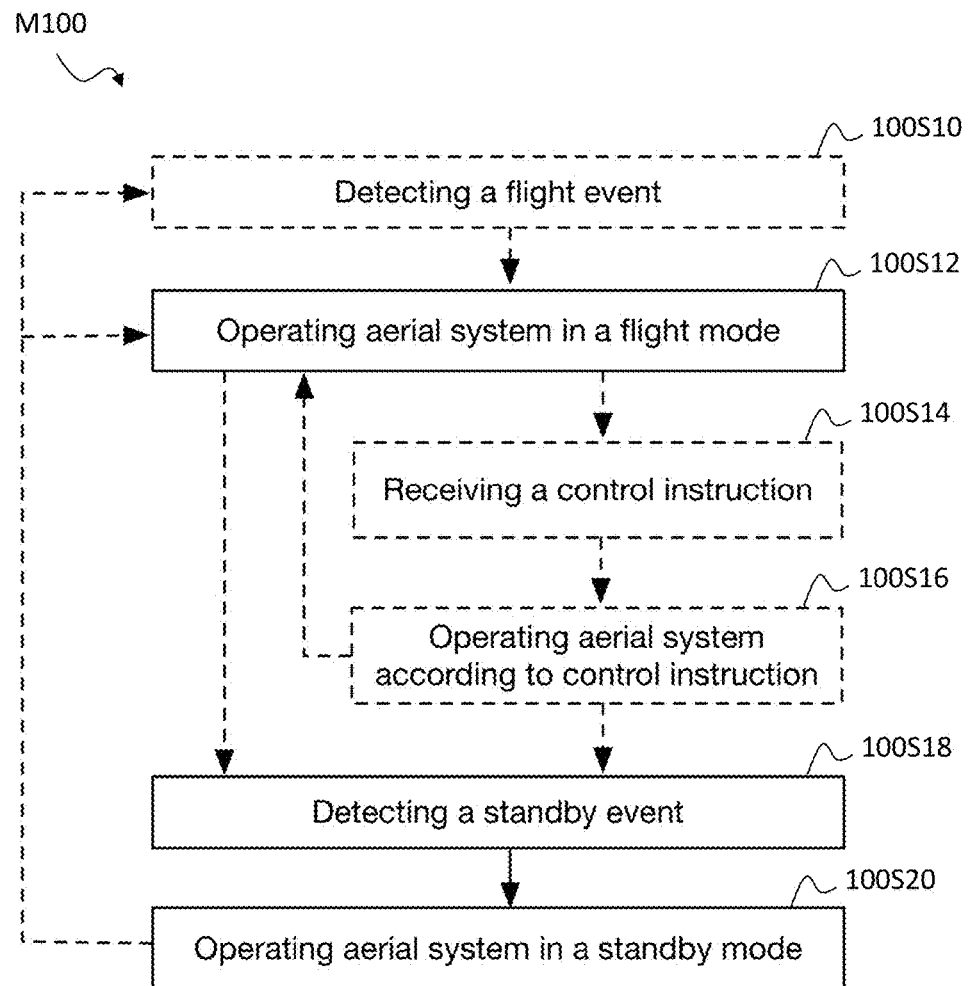 M100
100S10
Detecting a flight event
100S12
Operating aerial system in a flight mode
100S14
Receiving a control instruction
100S16
Operating aerial system
according to control instruction
100S18
Detecting a standby event
100S20
Operating aerial system in a standby mode